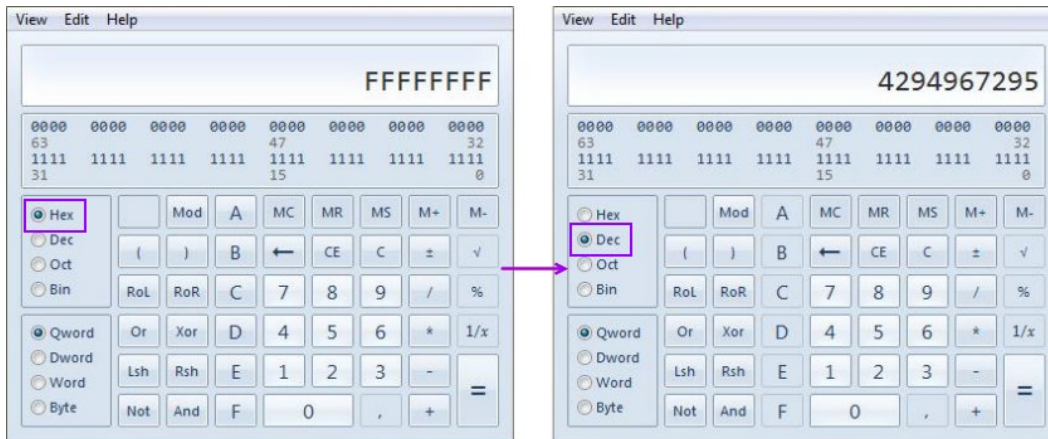 View Edit Help
FFFFFFFF
0000 0000 0000 0000 0000 0000 0000 0000
63 47 32
1111 1111 1111 1111 1111 1111 1111 1111
31 15 0
Hex Mod A MC MR MS M+ M-
Dec ( ) B ← CE C ± √
Oct
Bin RoL RoR C 7 8 9 / %
Qword Or Xor D 4 5 6 * 1/x
Dword
Word Lsh Rsh E 1 2 3 - =
Byte Not And F 0 , +
View Edit Help
4294967295
0000 0000 0000 0000 0000 0000 0000 0000
63 47 32
1111 1111 1111 1111 1111 1111 1111 1111
31 15 0
Hex Mod A MC MR MS M+ M-
Dec ( ) B ← CE C ± √
Oct
Bin RoL RoR C 7 8 9 / %
Qword Or Xor D 4 5 6 * 1/x
Dword
Word Lsh Rsh E 1 2 3 - =
Byte Not And F 0 , +